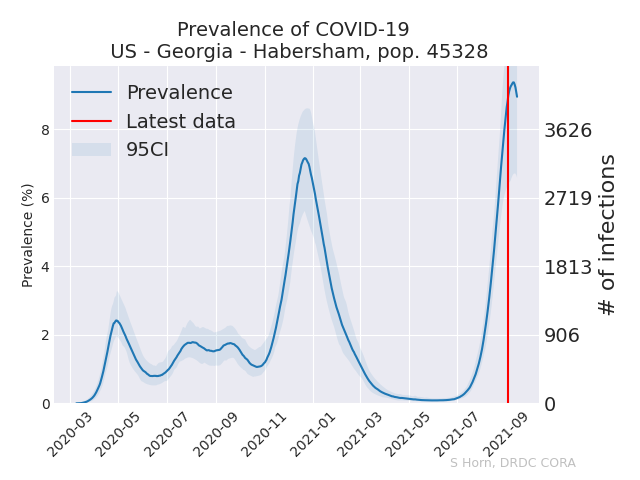 Prevalence of COVID-19
US - Georgia - Habersham, pop. 45328
Prevalence
Latest data
95CI
Prevalence (%)
8
6
4
2
0
3626
2719
1813
906
0
# of infections
2020-03
2020-05
2020-07
2020-09
2020-11
2021-01
2021-03
2021-05
2021-07
2021-09
S Horn, DRDC CORA